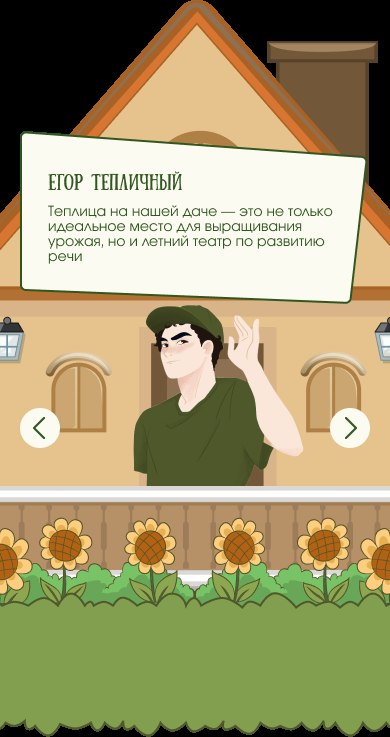 ЕГОР ТЕПЛИЧНЫЙ
Теплица на нашей даче — это не только
идеальное место для выращивания
урожая, но и летний театр по развитию
речи